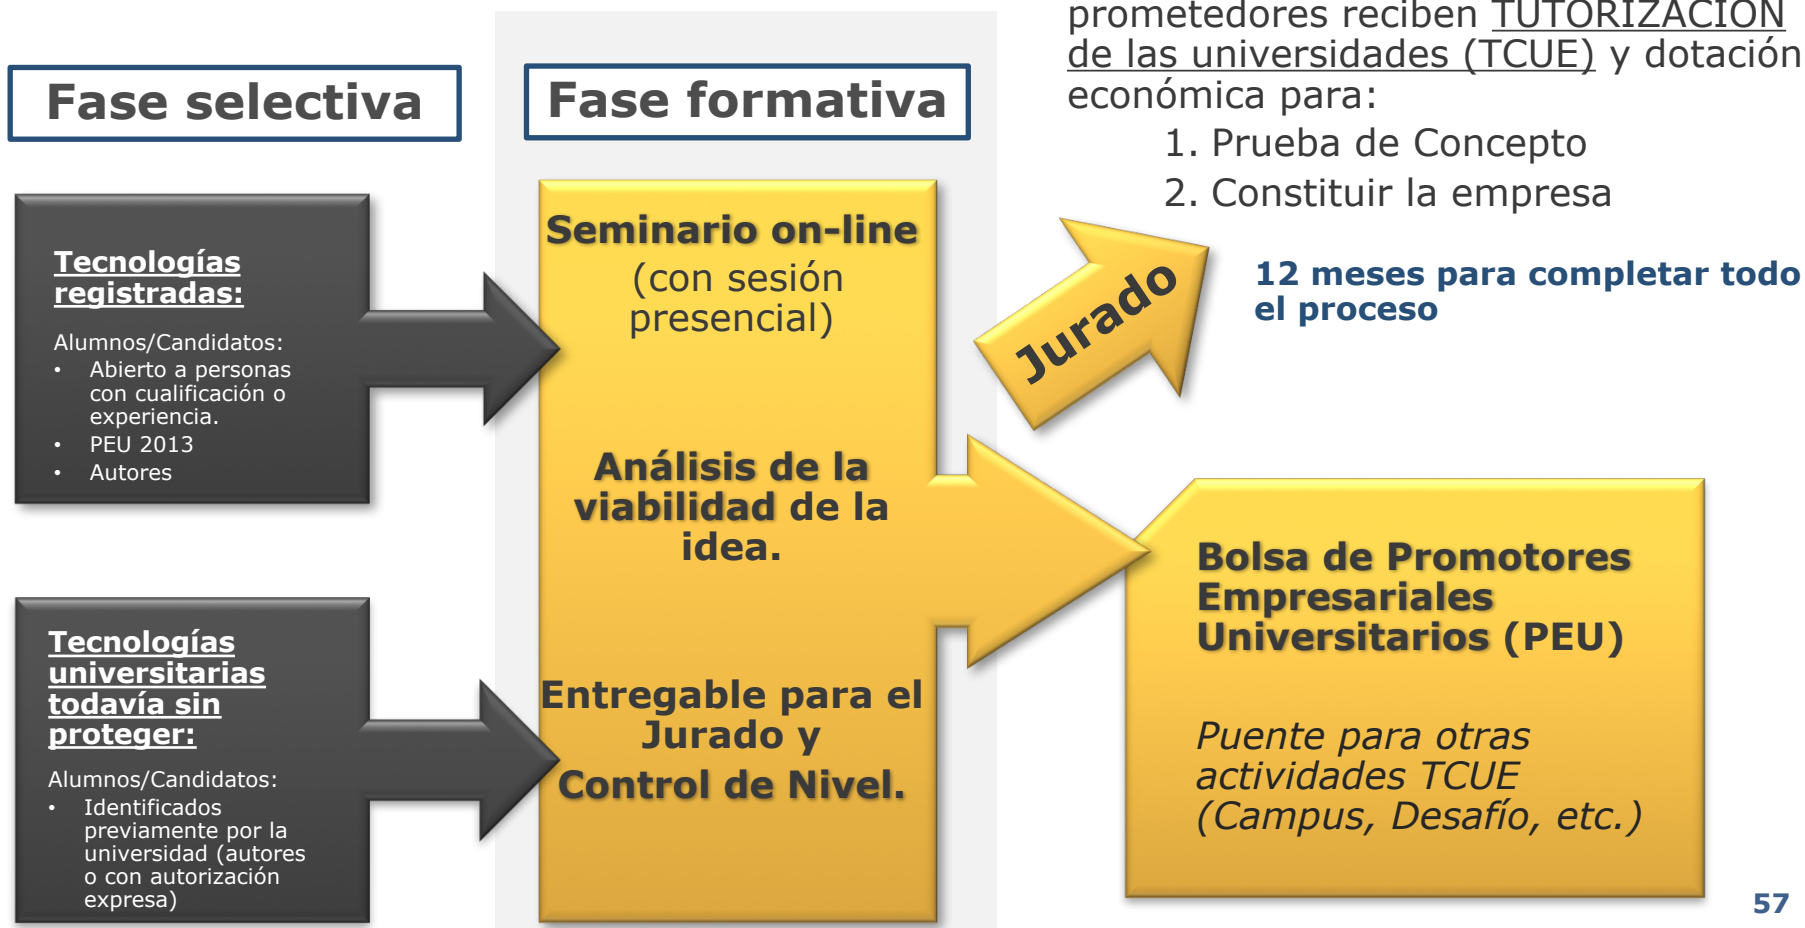 Fase selectiva
Tecnologías
registradas:
Alumnos/Candidatos:
• Abierto a personas
con cualificación o
experiencia.
• PEU 2013
• Autores
Tecnologías
universitarias
todavía sin
proteger:
Alumnos/Candidatos:
• Identificados
previamente por la
universidad (autores
o con autorización
expresa)
Fase formativa
Seminario on-line
(con sesión
presencial)
Análisis de la
viabilidad de la
idea.
Entregable para el
Jurado y
Control de Nivel.
prometedores reciben TUTORIZACIÓN
de las universidades (TCUE) y dotación
económica para:
1. Prueba de Concepto
2. Constituir la empresa
Jurado
12 meses para completar todo
el proceso
Bolsa de Promotores
Empresariales
Universitarios (PEU)
Puente para otras
actividades TCUE
(Campus, Desafío, etc.)
57